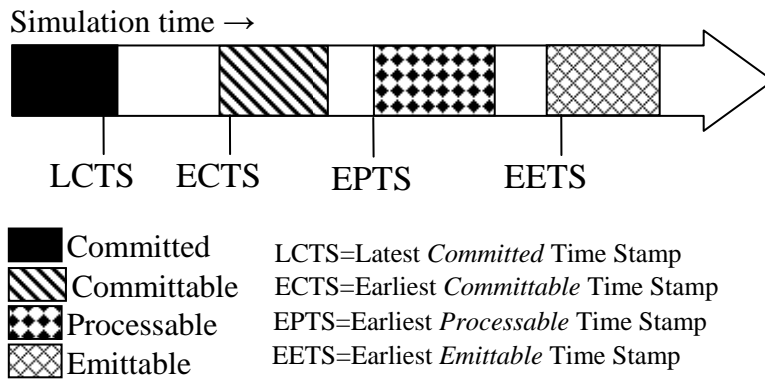 Simulation time →
LCTS ECTS EPTS EETS
Committed
Committable
Processable
Emittable
LCTS=Latest Committed Time Stamp
ECTS=Earliest Committable Time Stamp
EPTS=Earliest Processable Time Stamp
EETS=Earliest Emittable Time Stamp